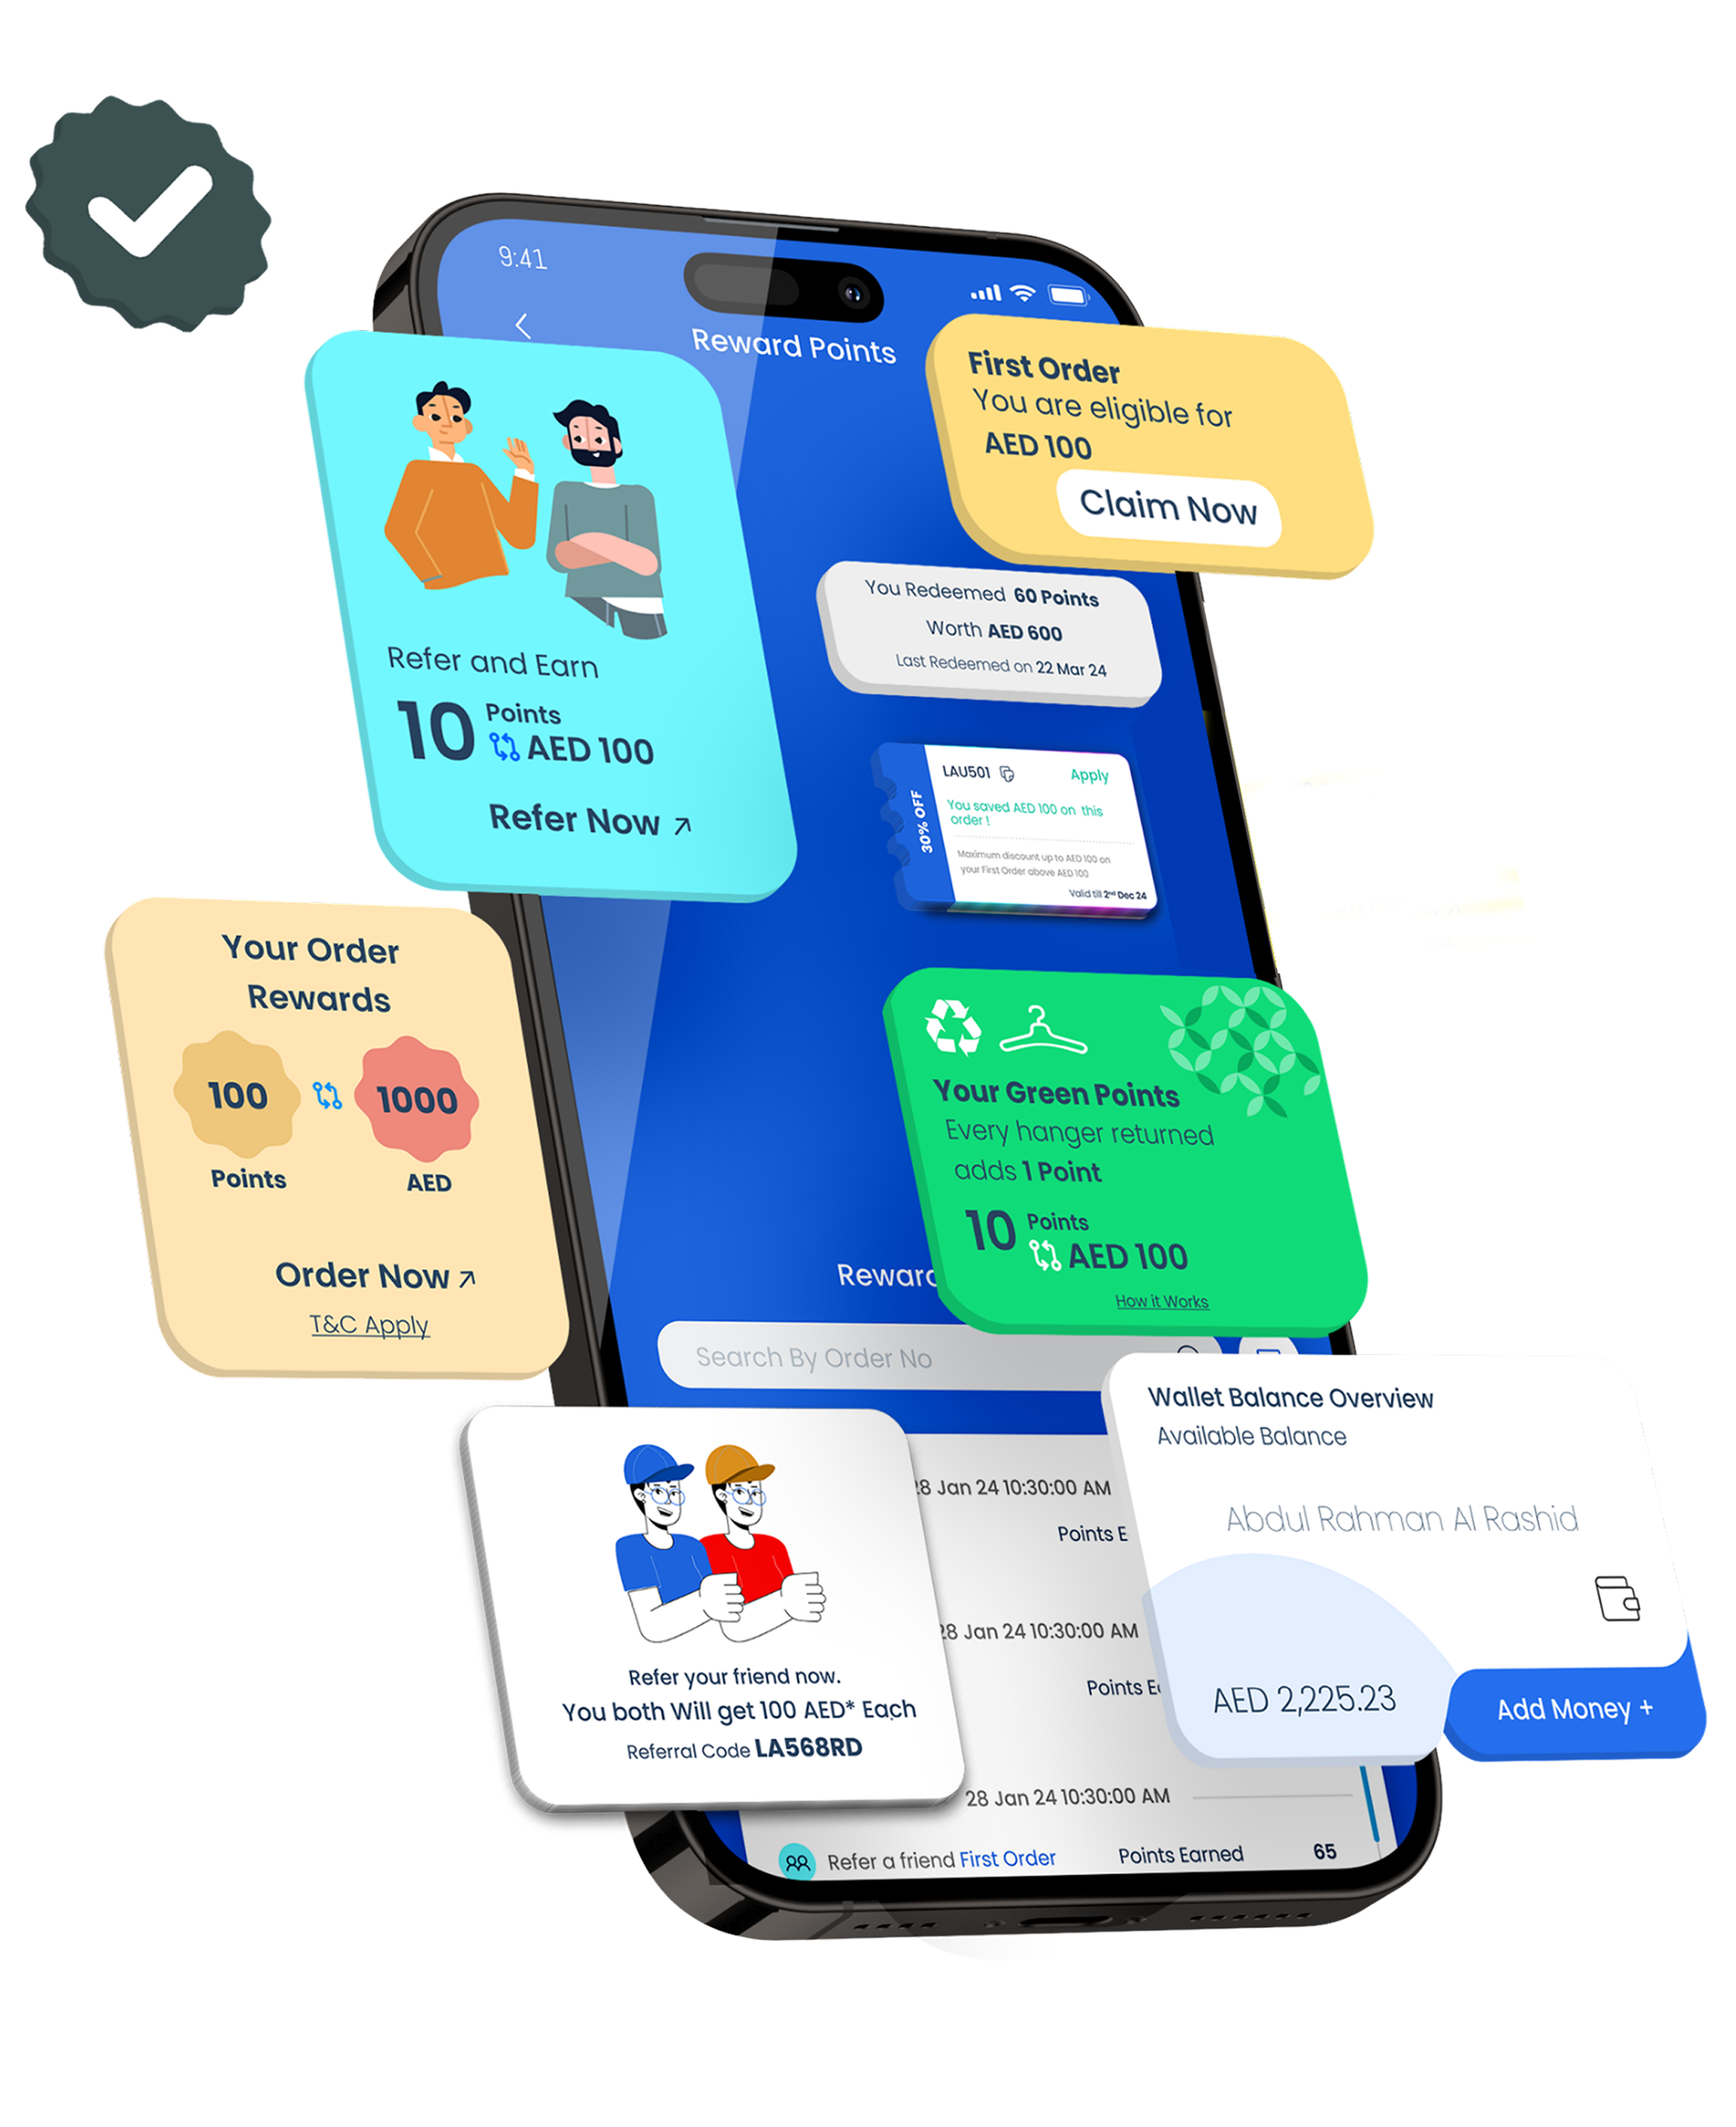 9:41
Reward Points
First Order
You are eligible for
AED 100
Claim Now
You Redeemed 60 Points
Worth AED 600
Last Redeemed on 22 Mar 24
Refer and Earn
10 Points
AED 100
Refer Now
30% OFF
LAU501
Apply
You saved AED 100 on this
order !
Maximum discount up to AED 100 on
your First Order above AED 100
Valid till 2nd Dec 24
Your Order
Rewards
100
1000
Points
AED
Order Now
T&C Apply
Your Green Points
Every hanger returned
adds 1 Point
10 Points
AED 100
How it Works
Search By Order No
Wallet Balance Overview
Available Balance
Abdul Rahman Al Rashid
AED 2,225.23
Add Money +
28 Jan 24 10:30:00 AM
Points
28 Jan 24 10:30:00 AM
Points
Refer your friend now.
You both Will get 100 AED* Each
Referral Code LA568RD
28 Jan 24 10:30:00 AM
Refer a friend First Order
Points Earned
65